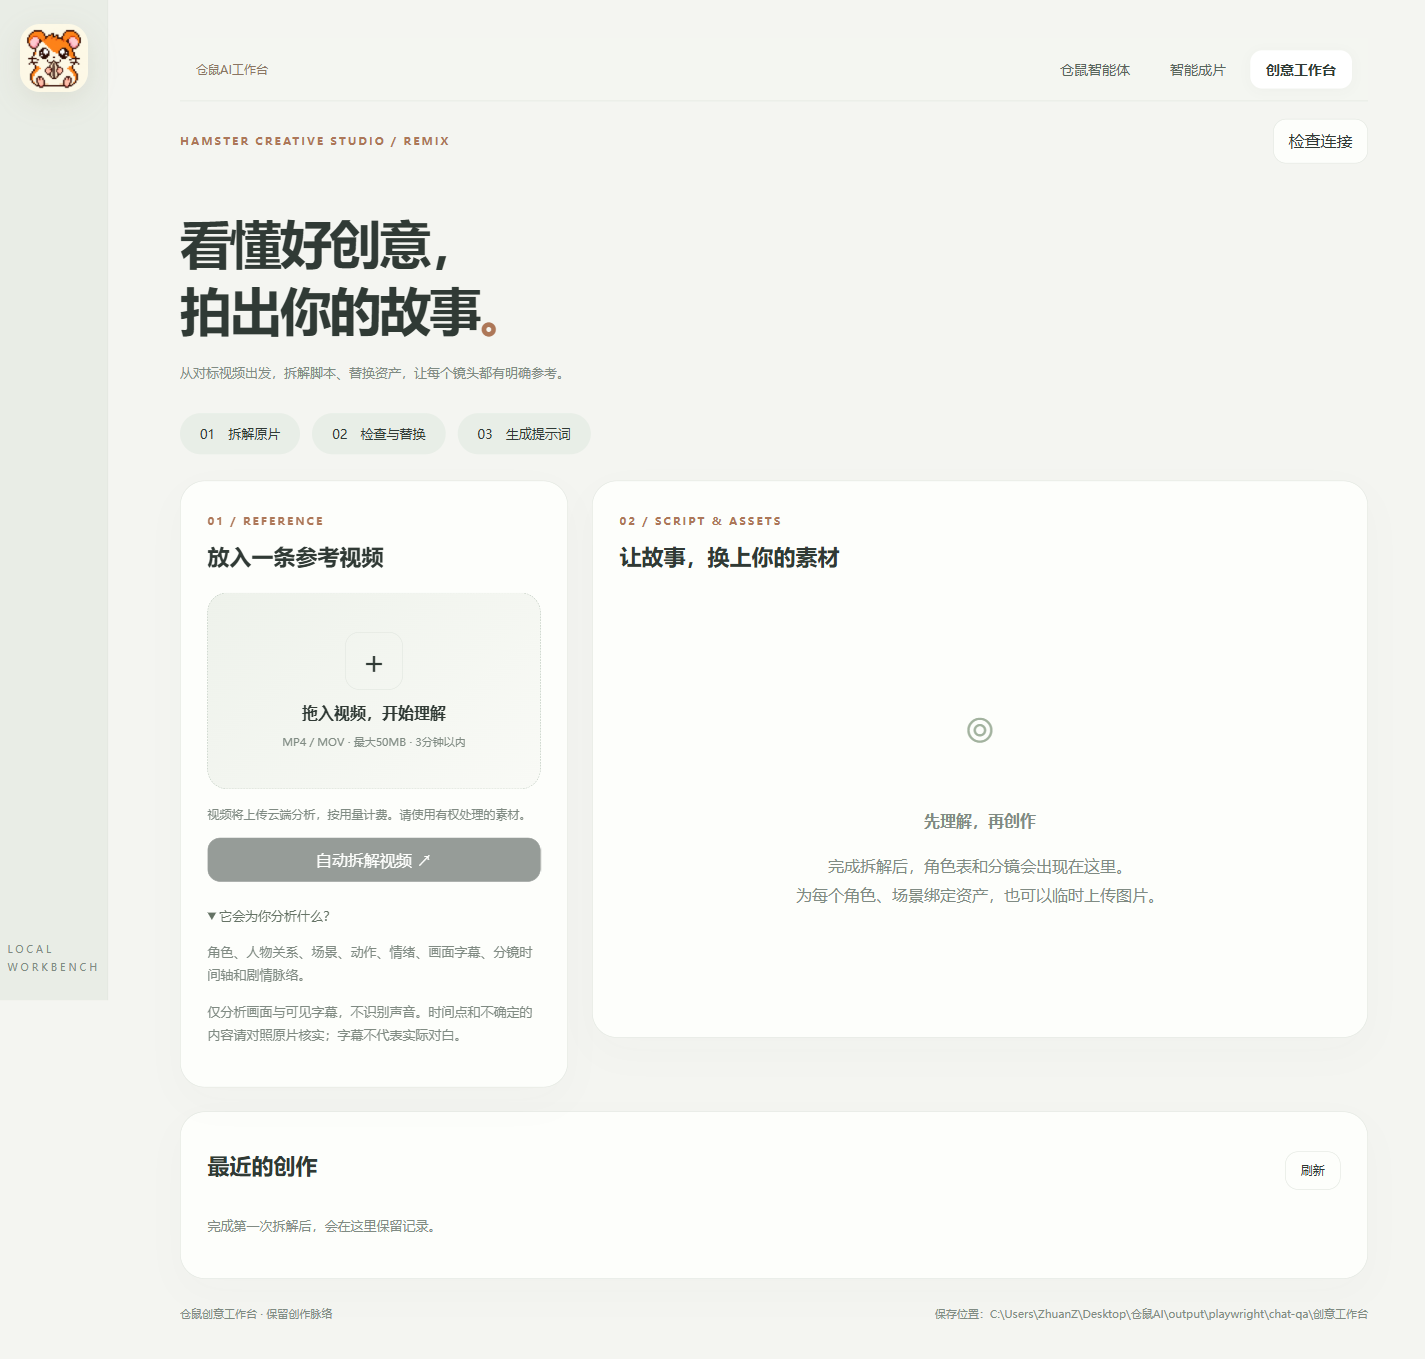 仓鼠AI工作台
仓鼠智能体
智能成片
创意工作台
HAMSTER CREATIVE STUDIO / REMIX
检查连接
看懂好创意，
拍出你的故事。
从对标视频出发，拆解脚本、替换资产，让每个镜头都有明确参考。
01 拆解原片
02 检查与替换
03 生成提示词
01 / REFERENCE
放入一条参考视频
+
拖入视频，开始理解
MP4 / MOV · 最大50MB · 3分钟以内
视频将上传云端分析，按用量计费。请使用有权处理的素材。
自动拆解视频 ↗
▼ 它会为你分析什么？
角色、人物关系、场景、动作、情绪、画面字幕、分镜时
间轴和剧情脉络。
仅分析画面与可见字幕，不识别声音。时间点和不确定的
内容请对照原片核实；字幕不代表实际对白。
02 / SCRIPT & ASSETS
让故事，换上你的素材
◎
先理解，再创作
完成拆解后，角色表和分镜会出现在这里。
为每个角色、场景绑定资产，也可以临时上传图片。
LOCAL
WORKBENCH
最近的创作
刷新
完成第一次拆解后，会在这里保留记录。
仓鼠创意工作台 · 保留创作脉络
保存位置：C:\Users\ZhuanZ\Desktop\仓鼠AI\output\playwright\chat-qa\创意工作台